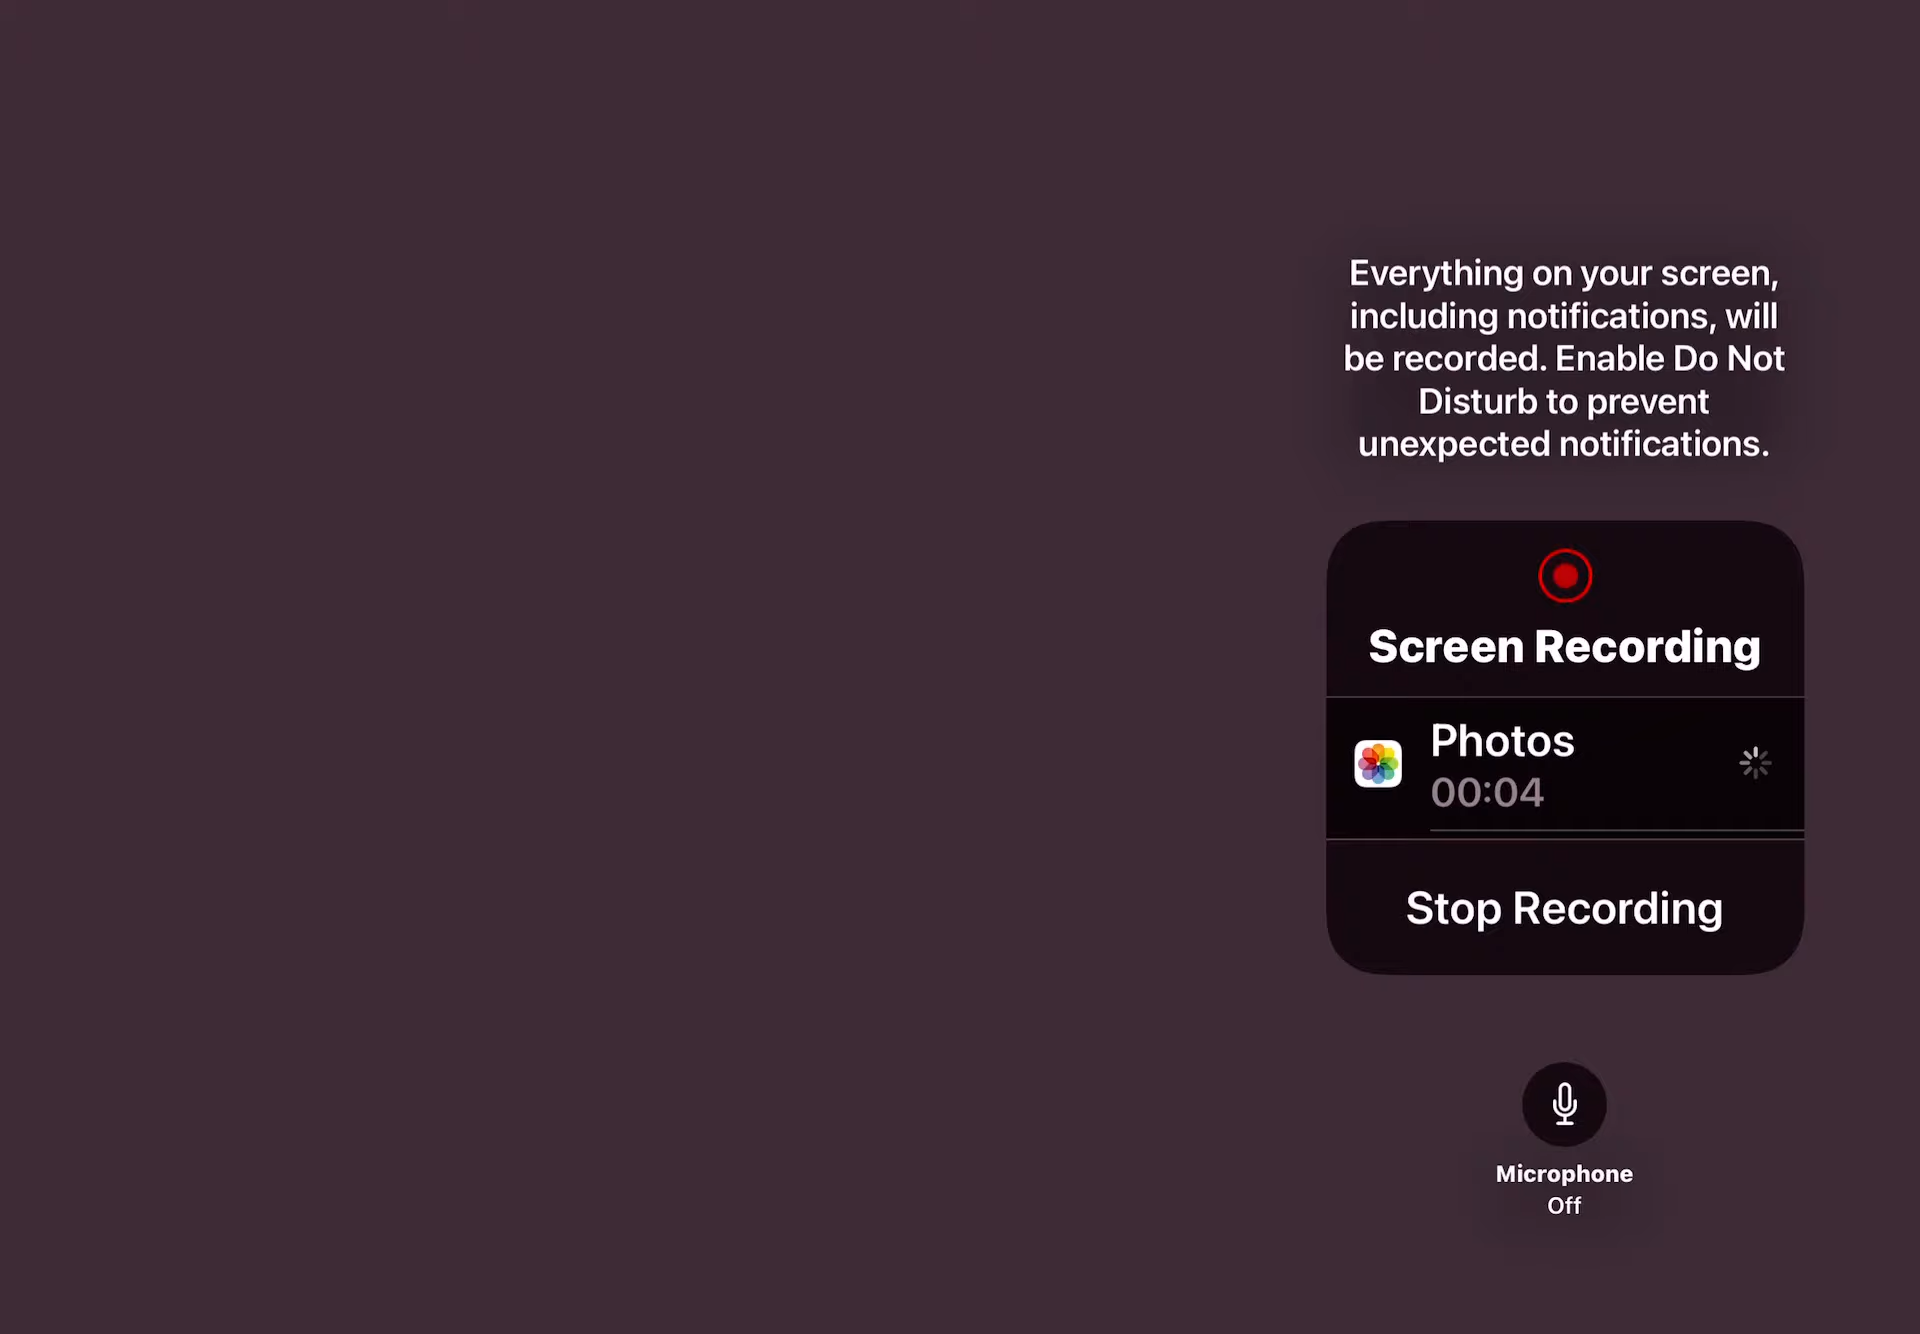 Everything on your screen,
including notifications, will
be recorded. Enable Do Not
Disturb to prevent
unexpected notifications.
Screen Recording
Photos
00:04
Stop Recording
Microphone
Off